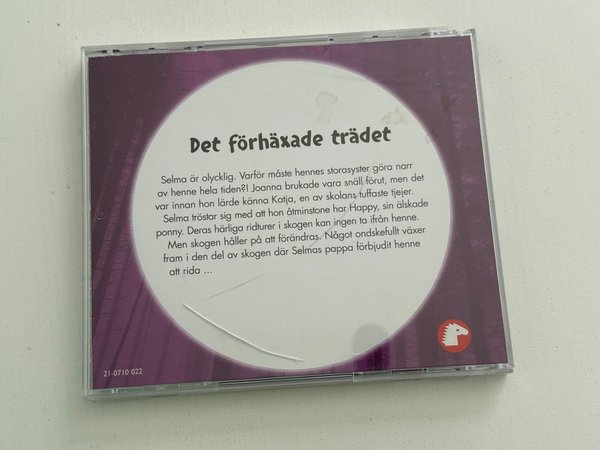 Det förhäxade trädet
Selma är olycklig. Varför måste hennes storasyster göra narr
av henne hela tiden?! Joanna brukade vara snäll förut, men det
var innan hon lärde känna Katja, en av skolans tuffaste tjejer.
Selma tröstar sig med att hon åtminstone har Happy, sin älskade
ponny. Deras härliga ridturer i skogen kan ingen ta ifrån henne.
Men skogen håller på att förändras. Något ondskefullt växer
fram i den del av skogen där Selmas pappa förbjudit henne
att rida ...
21-0710 022